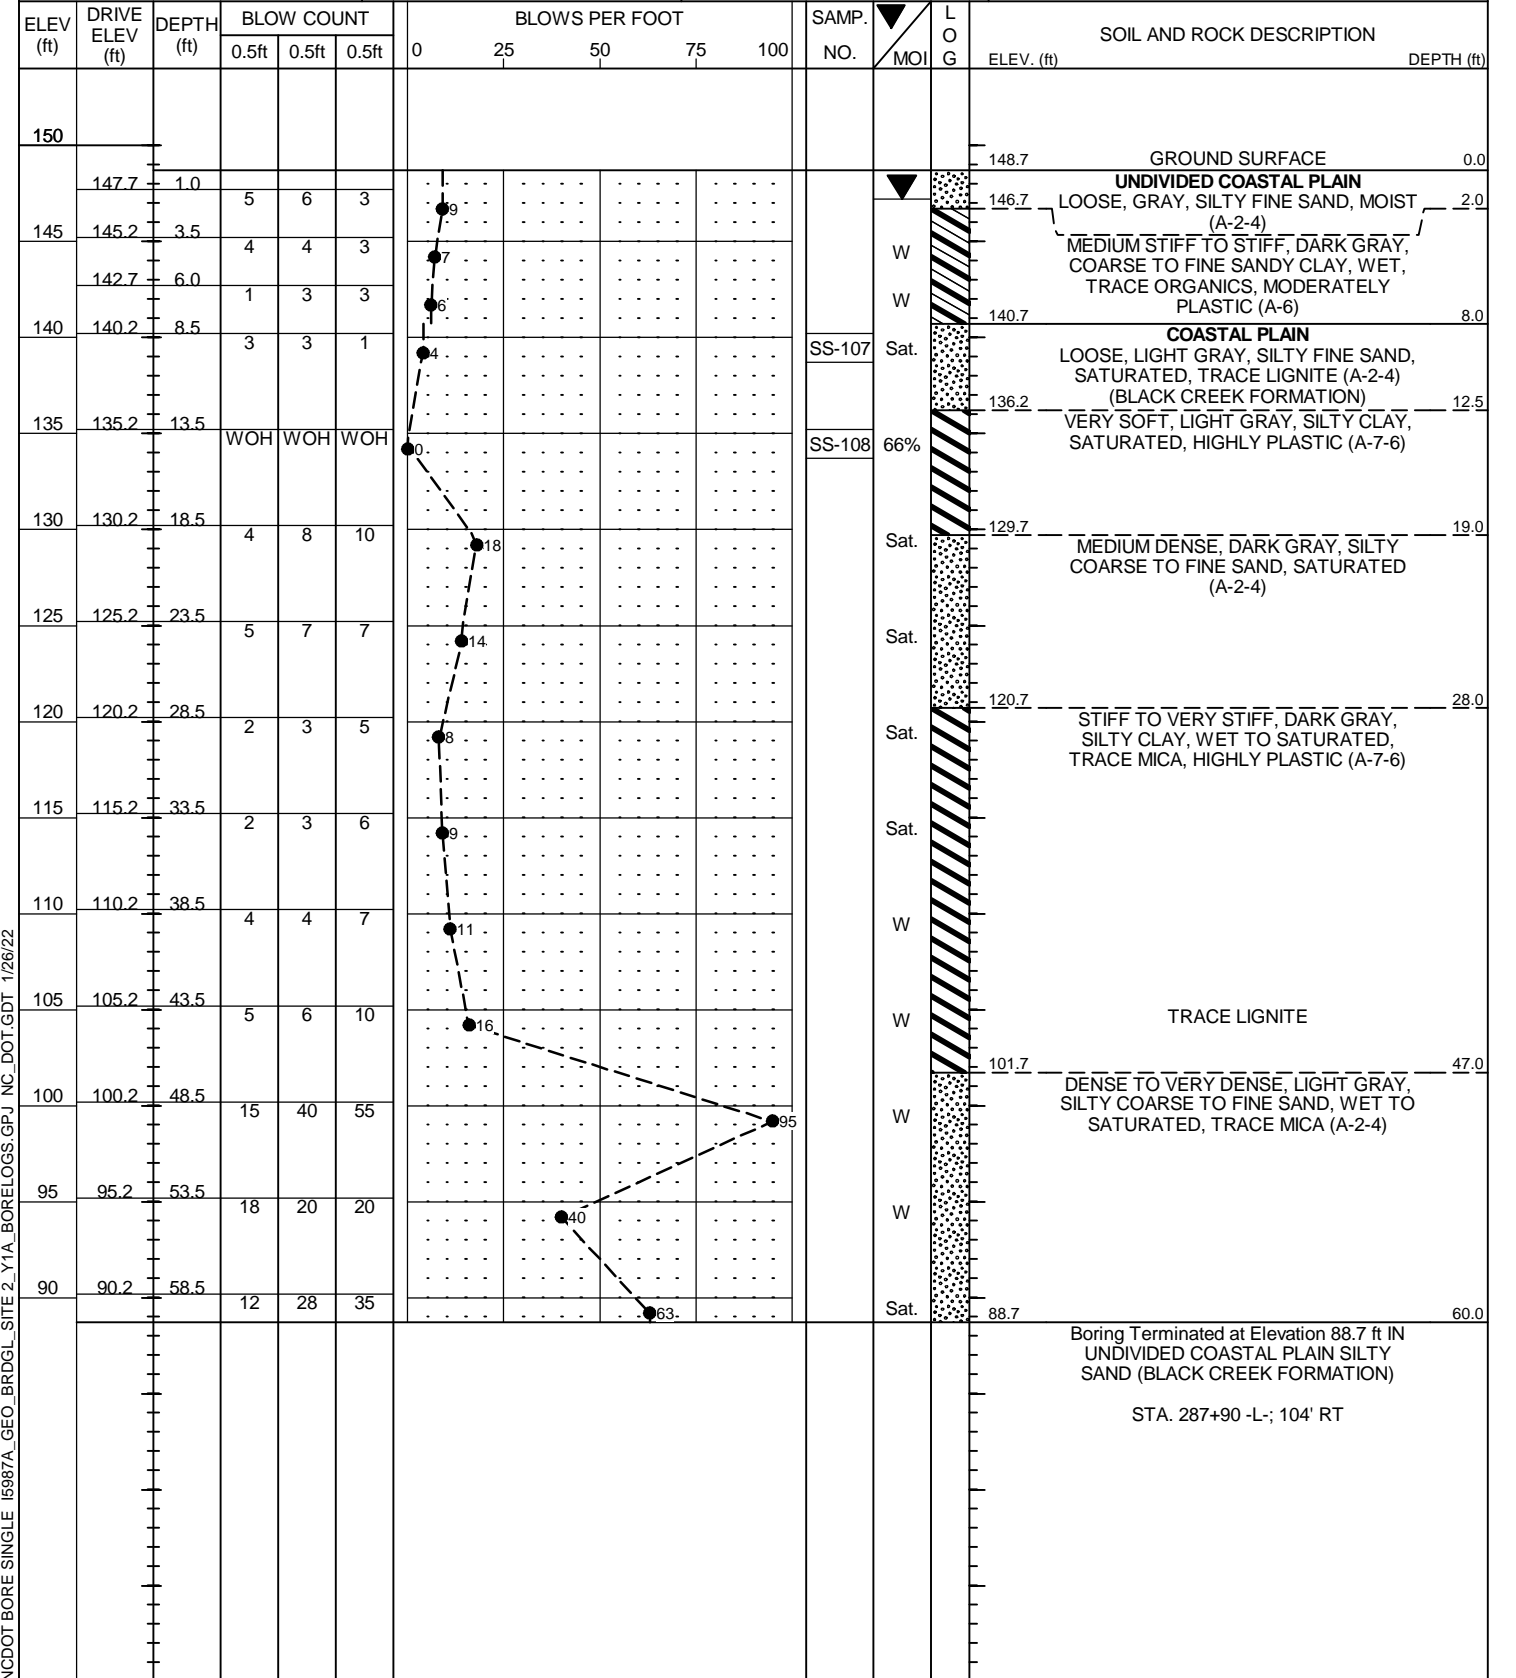 ELEV (ft)
DRIVE ELEV (ft)
DEPTH (ft)
BLOW COUNT
0.5ft 0.5ft 0.5ft
BLOWS PER FOOT
0 25 50 75 100
SAMP. NO.
MOI
L O G
SOIL AND ROCK DESCRIPTION
ELEV. (ft) DEPTH (ft)
150
148.7 GROUND SURFACE 0.0
147.7 1.0 5 6 3 9
UNDIVIDED COASTAL PLAIN
146.7 LOOSE, GRAY, SILTY FINE SAND, MOIST 2.0
(A-2-4)
145 145.2 3.5 4 4 3 7 W
MEDIUM STIFF TO STIFF, DARK GRAY,
COARSE TO FINE SANDY CLAY, WET,
142.7 6.0 1 3 3 6 W
TRACE ORGANICS, MODERATELY
PLASTIC (A-6)
140.7 8.0
140 140.2 8.5 3 3 1 4 SS-107 Sat.
COASTAL PLAIN
LOOSE, LIGHT GRAY, SILTY FINE SAND,
SATURATED, TRACE LIGNITE (A-2-4)
136.2 (BLACK CREEK FORMATION) 12.5
135 135.2 13.5 WOH WOH WOH 0 SS-108 66%
VERY SOFT, LIGHT GRAY, SILTY CLAY,
SATURATED, HIGHLY PLASTIC (A-7-6)
130 130.2 18.5 4 8 10 18 Sat.
129.7 19.0
MEDIUM DENSE, DARK GRAY, SILTY
COARSE TO FINE SAND, SATURATED
(A-2-4)
125 125.2 23.5 5 7 7 14 Sat.
120.7 28.0
120 120.2 28.5 2 3 5 8 Sat.
STIFF TO VERY STIFF, DARK GRAY,
SILTY CLAY, WET TO SATURATED,
TRACE MICA, HIGHLY PLASTIC (A-7-6)
115 115.2 33.5 2 3 6 9 Sat.
110 110.2 38.5 4 4 7 11 W
105 105.2 43.5 5 6 10 16 W
TRACE LIGNITE
101.7 47.0
100 100.2 48.5 15 40 55 95 W
DENSE TO VERY DENSE, LIGHT GRAY,
SILTY COARSE TO FINE SAND, WET TO
SATURATED, TRACE MICA (A-2-4)
95 95.2 53.5 18 20 20 40 W
90 90.2 58.5 12 28 35 63 Sat.
88.7 60.0
Boring Terminated at Elevation 88.7 ft IN
UNDIVIDED COASTAL PLAIN SILTY
SAND (BLACK CREEK FORMATION)
STA. 287+90 -L-; 104' RT
NCDOT BORE SINGLE I5987A_GEO_BRDGL_SITE 2_Y1A_BORELOGS.GPJ NC_DOT.GDT 1/26/22